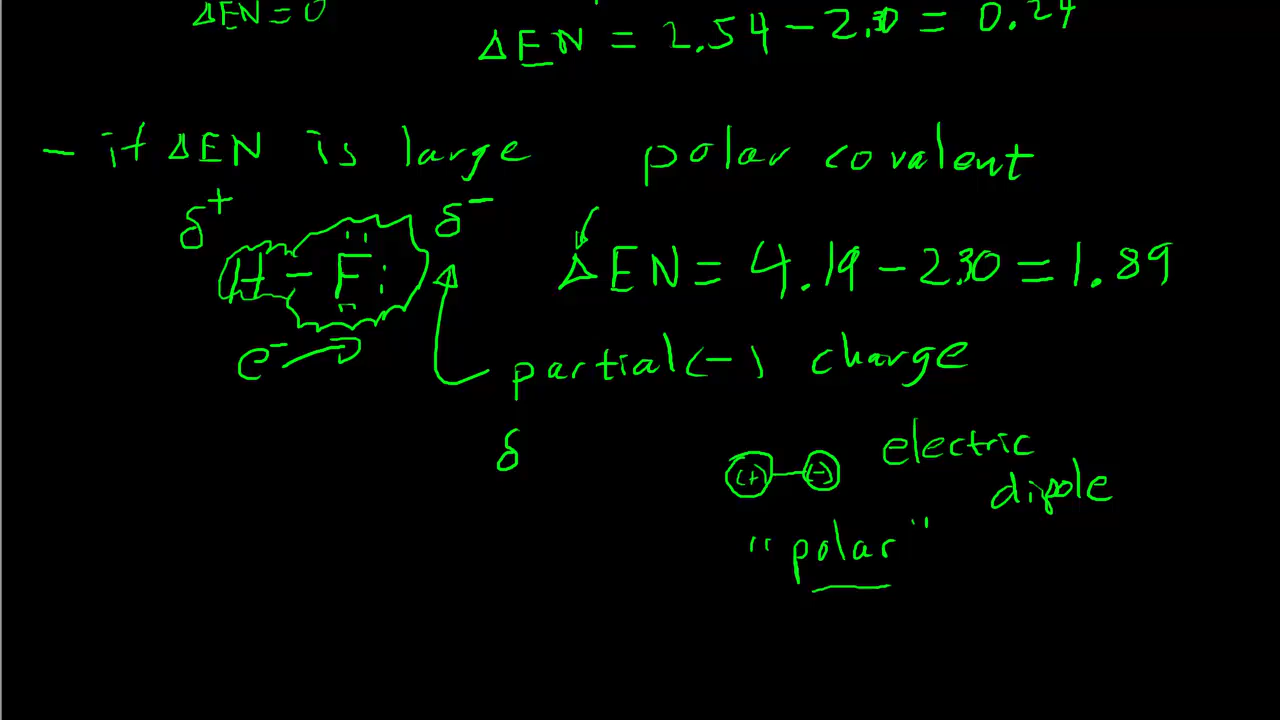 ΔEN = 0
ΔEN = 2.54 - 2.30 = 0.24
- if ΔEN is large polar covalent
δ+ δ-
H - F: ΔEN = 4.19 - 2.30 = 1.89
e- partial (-) charge
δ
(+) (-) electric
dipole
"polar"